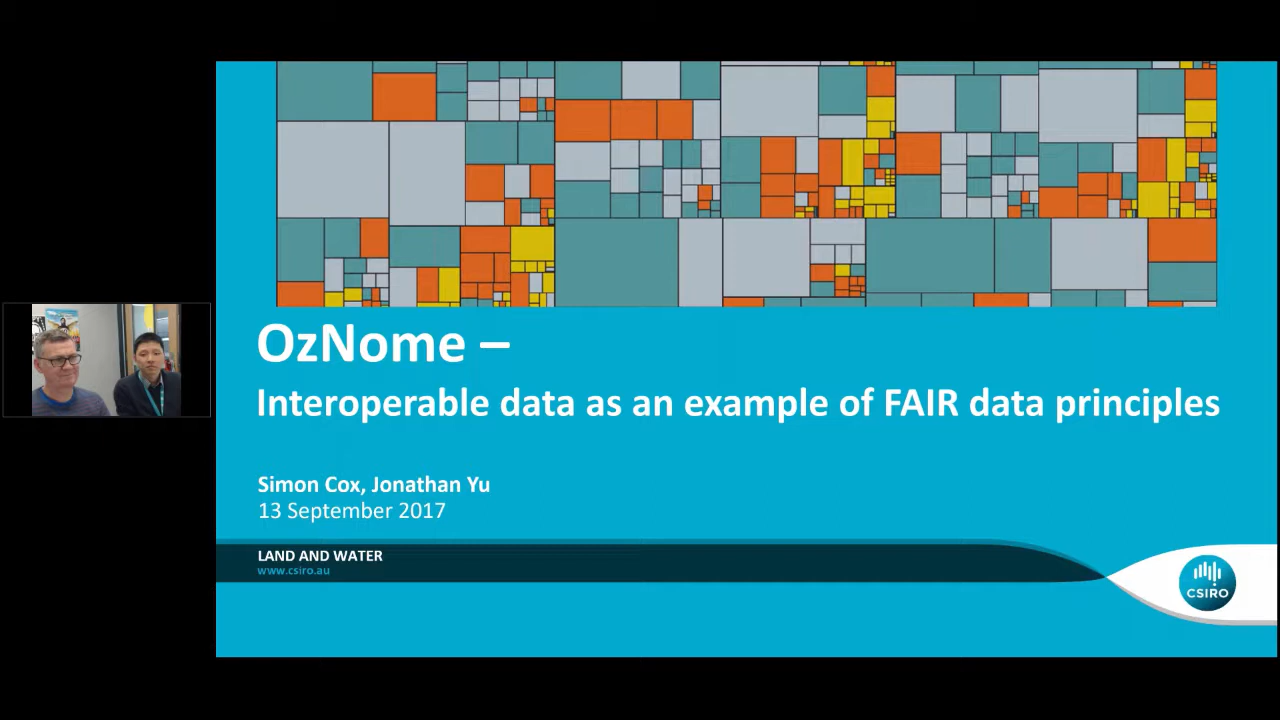 OzNome –
Interoperable data as an example of FAIR data principles
Simon Cox, Jonathan Yu
13 September 2017
LAND AND WATER
www.csiro.au
CSIRO